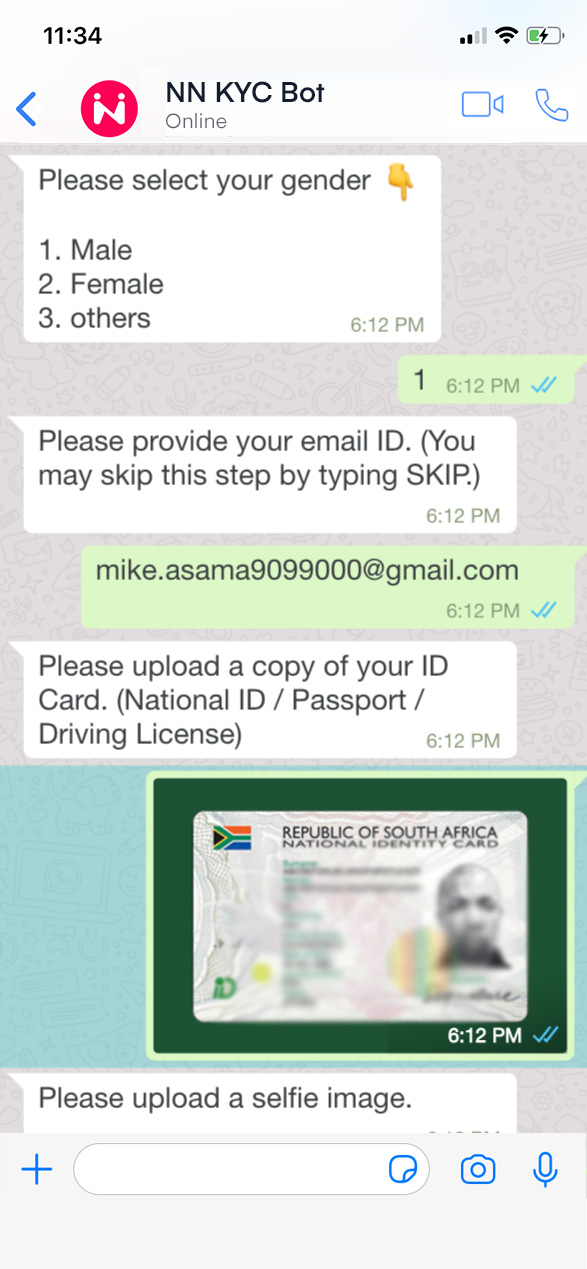 11:34
NN KYC Bot
Online
Please select your gender 👇
1. Male
2. Female
3. others
6:12 PM
1 6:12 PM
Please provide your email ID. (You
may skip this step by typing SKIP.)
6:12 PM
mike.asama9099000@gmail.com
6:12 PM
Please upload a copy of your ID
Card. (National ID / Passport /
Driving License)
6:12 PM
REPUBLIC OF SOUTH AFRICA
NATIONAL IDENTITY CARD
iD
6:12 PM
Please upload a selfie image.